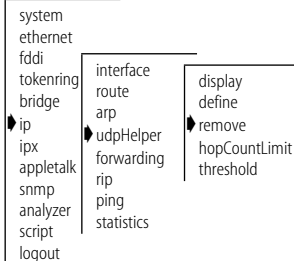 system
ethernet
fddi
tokenring
bridge
ip
ipx
appletalk
snmp
analyzer
script
logout
interface
route
arp
udpHelper
forwarding
rip
ping
statistics
display
define
remove
hopCountLimit
threshold